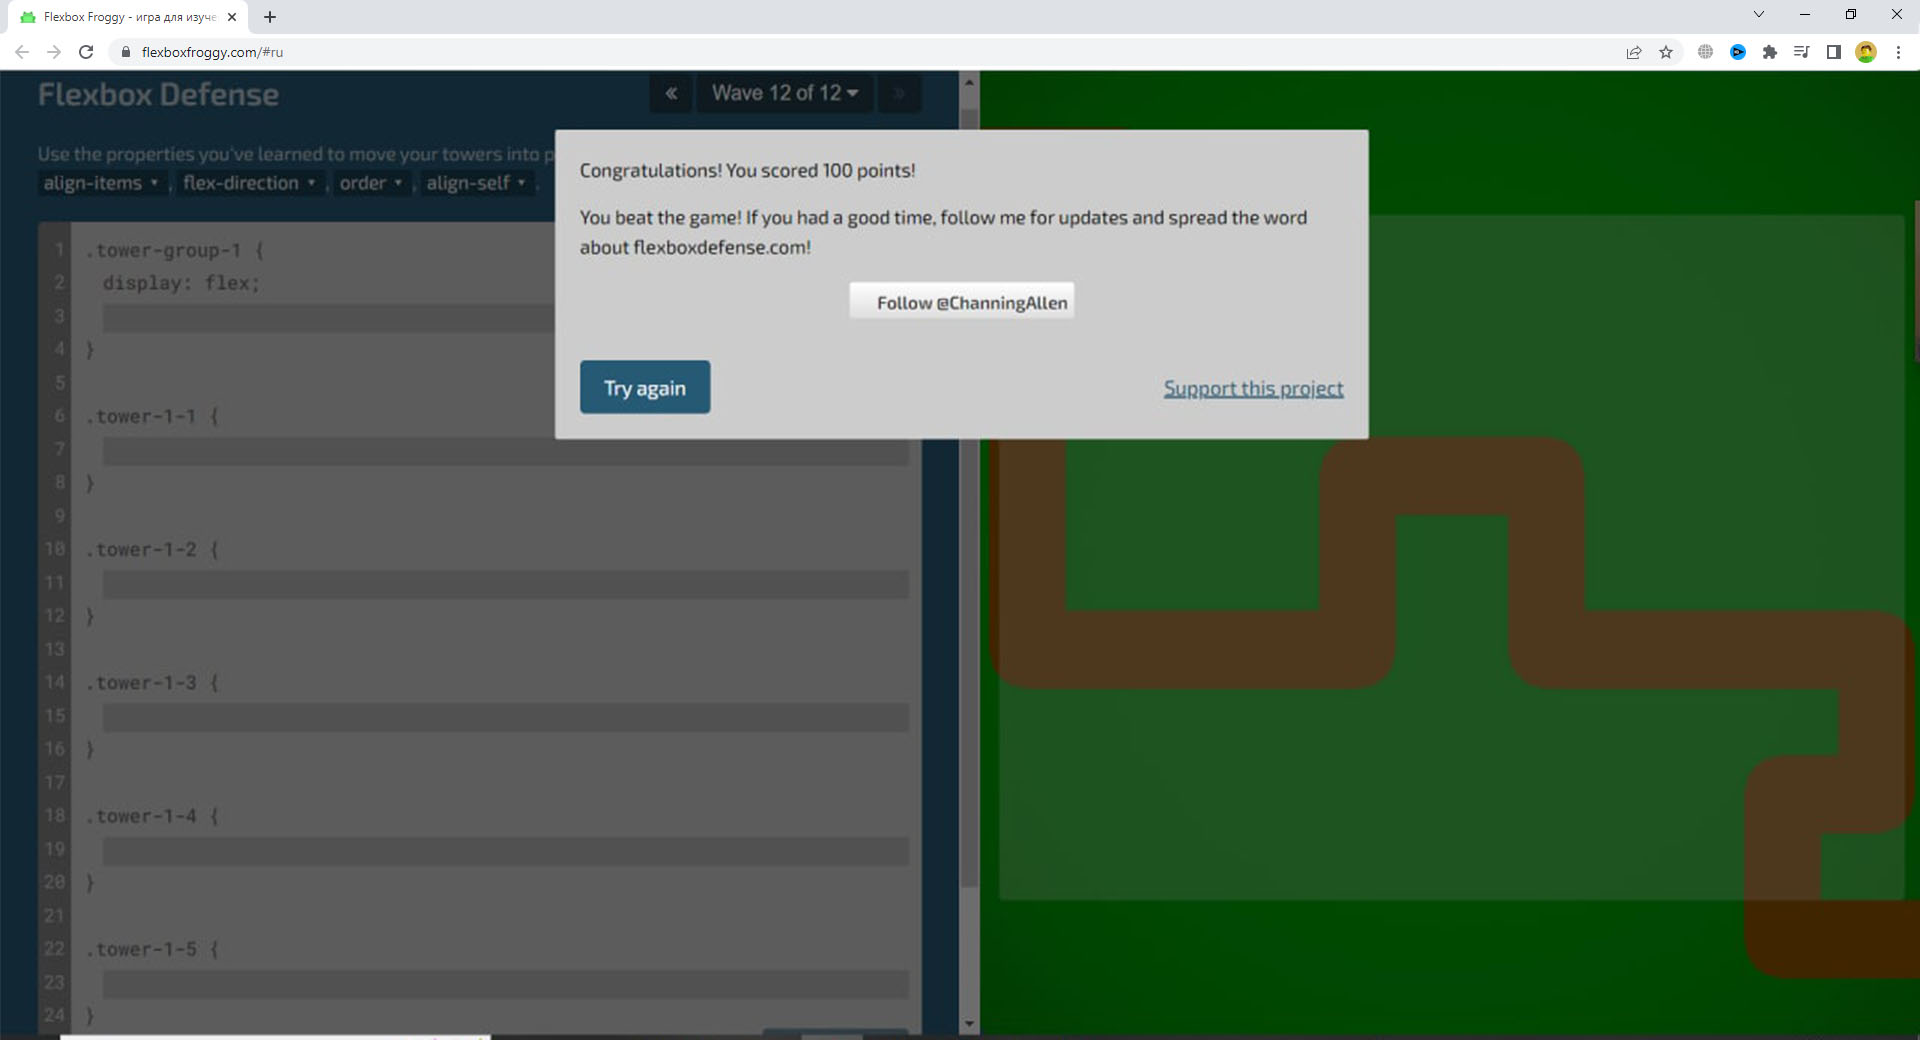 Flexbox Froggy - игра для изуче
flexboxfroggy.com/#ru
Flexbox Defense
Wave 12 of 12
Use the properties you've learned to move your towers into p
align-items , flex-direction , order , align-self .
Congratulations! You scored 100 points!
You beat the game! If you had a good time, follow me for updates and spread the word
about flexboxdefense.com!
Follow @ChanningAllen
Try again
Support this project
1 .tower-group-1 {
2 display: flex;
3
4 }
5
6 .tower-1-1 {
7
8 }
9
10 .tower-1-2 {
11
12 }
13
14 .tower-1-3 {
15
16 }
17
18 .tower-1-4 {
19
20 }
21
22 .tower-1-5 {
23
24 }